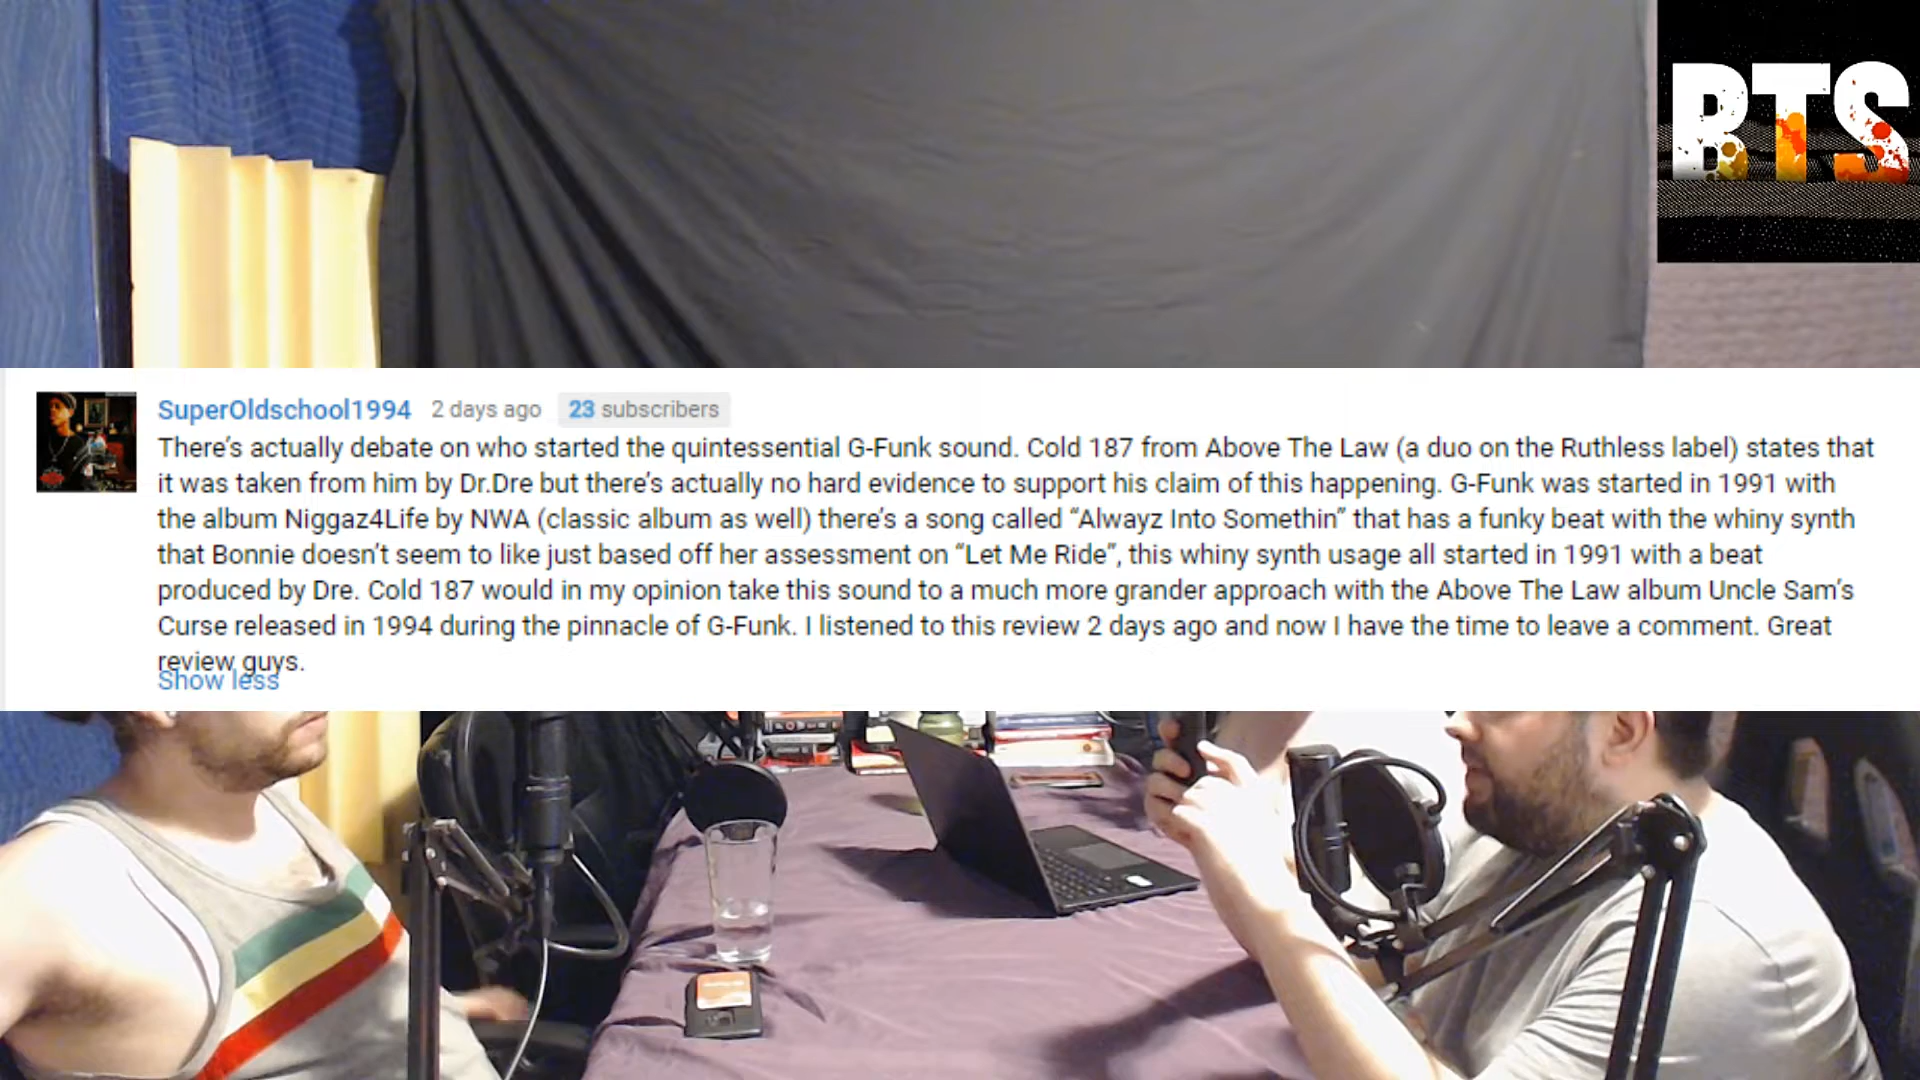 BTS
SuperOldschool1994 2 days ago 23 subscribers
There's actually debate on who started the quintessential G-Funk sound. Cold 187 from Above The Law (a duo on the Ruthless label) states that
it was taken from him by Dr.Dre but there's actually no hard evidence to support his claim of this happening. G-Funk was started in 1991 with
the album Niggaz4Life by NWA (classic album as well) there's a song called “Alwayz Into Somethin” that has a funky beat with the whiny synth
that Bonnie doesn't seem to like just based off her assessment on “Let Me Ride”, this whiny synth usage all started in 1991 with a beat
produced by Dre. Cold 187 would in my opinion take this sound to a much more grander approach with the Above The Law album Uncle Sam's
Curse released in 1994 during the pinnacle of G-Funk. I listened to this review 2 days ago and now I have the time to leave a comment. Great
review guys.
Show less